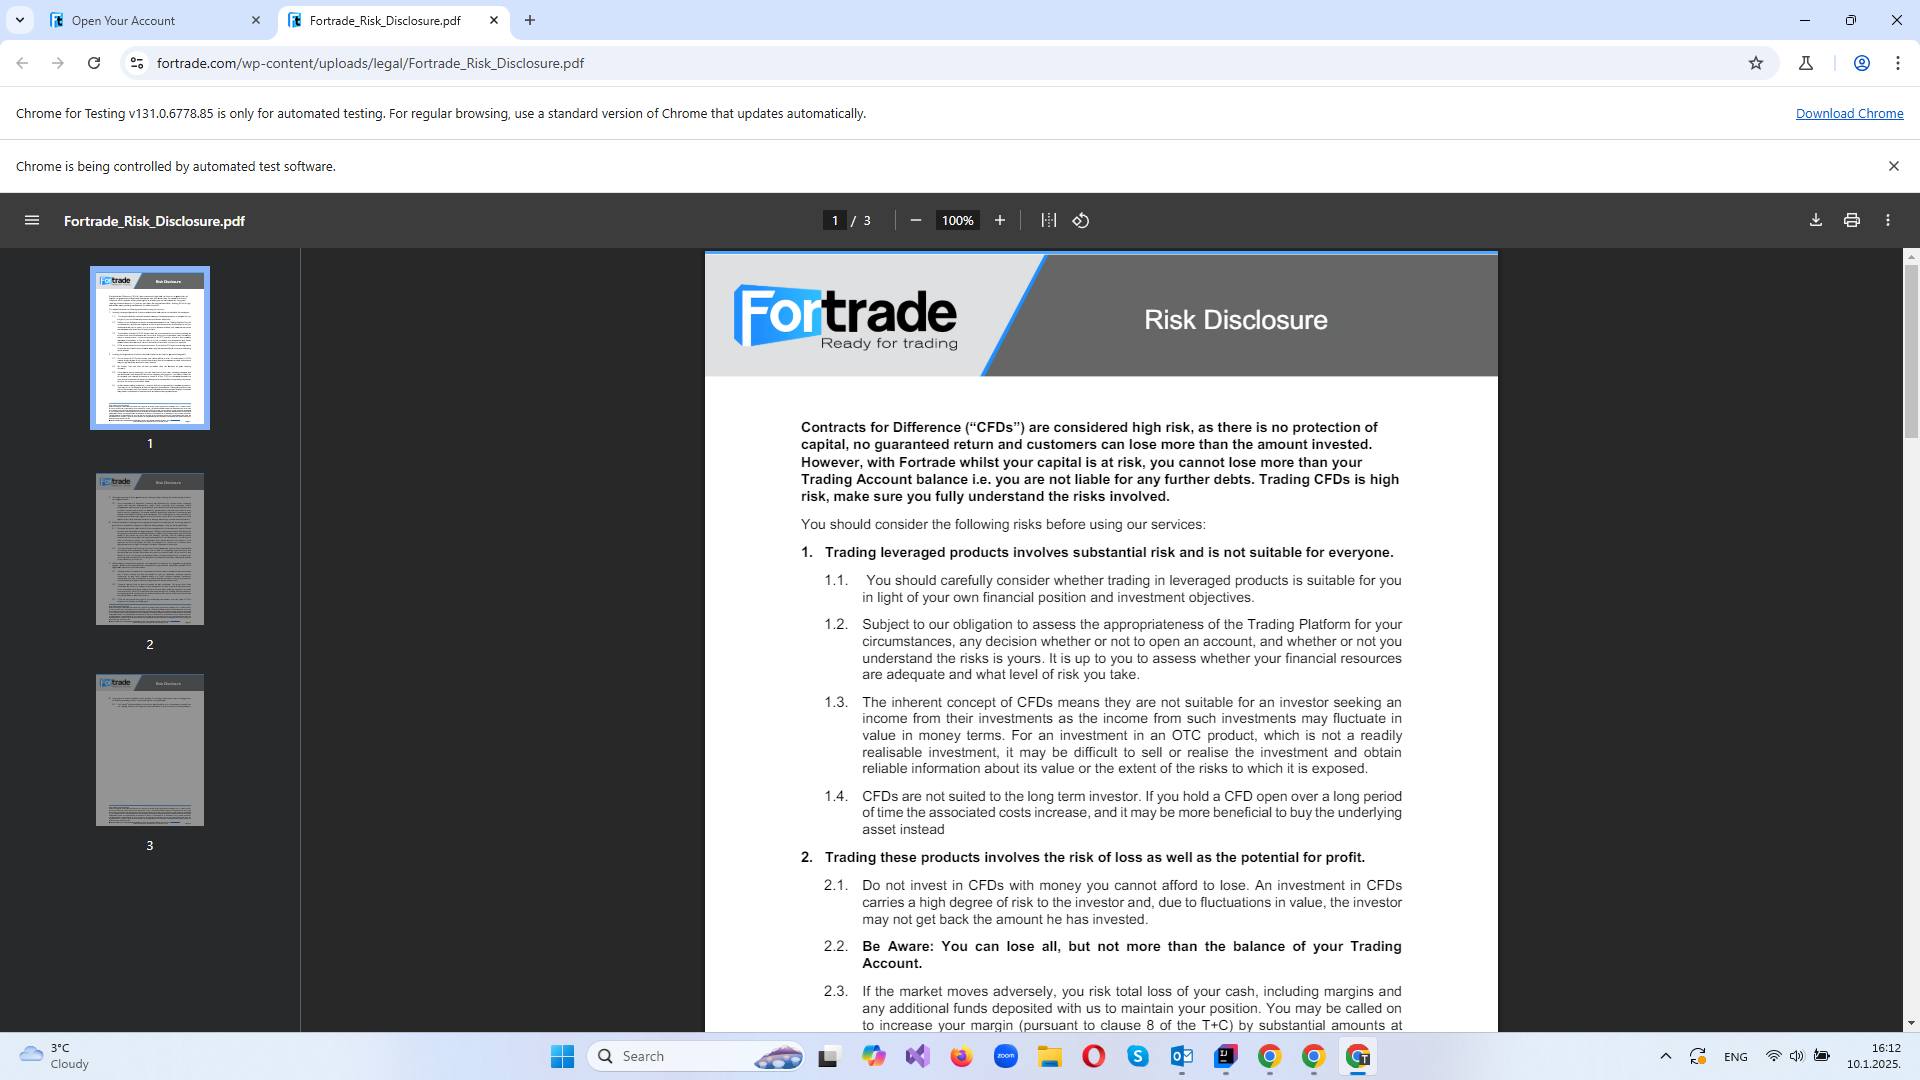 Open Your Account
Fortrade_Risk_Disclosure.pdf
fortrade.com/wp-content/uploads/legal/Fortrade_Risk_Disclosure.pdf
Chrome for Testing v131.0.6778.85 is only for automated testing. For regular browsing, use a standard version of Chrome that updates automatically.
Download Chrome
Chrome is being controlled by automated test software.
Fortrade_Risk_Disclosure.pdf
1 / 3
100%
Fortrade
Risk Disclosure
1
Fortrade
Risk Disclosure
2
Fortrade
Risk Disclosure
3
Fortrade
Ready for trading
Risk Disclosure
Contracts for Difference (“CFDs”) are considered high risk, as there is no protection of
capital, no guaranteed return and customers can lose more than the amount invested.
However, with Fortrade whilst your capital is at risk, you cannot lose more than your
Trading Account balance i.e. you are not liable for any further debts. Trading CFDs is high
risk, make sure you fully understand the risks involved.
You should consider the following risks before using our services:
1. Trading leveraged products involves substantial risk and is not suitable for everyone.
1.1. You should carefully consider whether trading in leveraged products is suitable for you
in light of your own financial position and investment objectives.
1.2. Subject to our obligation to assess the appropriateness of the Trading Platform for your
circumstances, any decision whether or not to open an account, and whether or not you
understand the risks is yours. It is up to you to assess whether your financial resources
are adequate and what level of risk you take.
1.3. The inherent concept of CFDs means they are not suitable for an investor seeking an
income from their investments as the income from such investments may fluctuate in
value in money terms. For an investment in an OTC product, which is not a readily
realisable investment, it may be difficult to sell or realise the investment and obtain
reliable information about its value or the extent of the risks to which it is exposed.
1.4. CFDs are not suited to the long term investor. If you hold a CFD open over a long period
of time the associated costs increase, and it may be more beneficial to buy the underlying
asset instead
2. Trading these products involves the risk of loss as well as the potential for profit.
2.1. Do not invest in CFDs with money you cannot afford to lose. An investment in CFDs
carries a high degree of risk to the investor and, due to fluctuations in value, the investor
may not get back the amount he has invested.
2.2. Be Aware: You can lose all, but not more than the balance of your Trading
Account.
2.3. If the market moves adversely, you risk total loss of your cash, including margins and
any additional funds deposited with us to maintain your position. You may be called on
to increase your margin (pursuant to clause 8 of the T+C) by substantial amounts at
3°C
Cloudy
Search
zoom
ENG
16:12
10.1.2025.